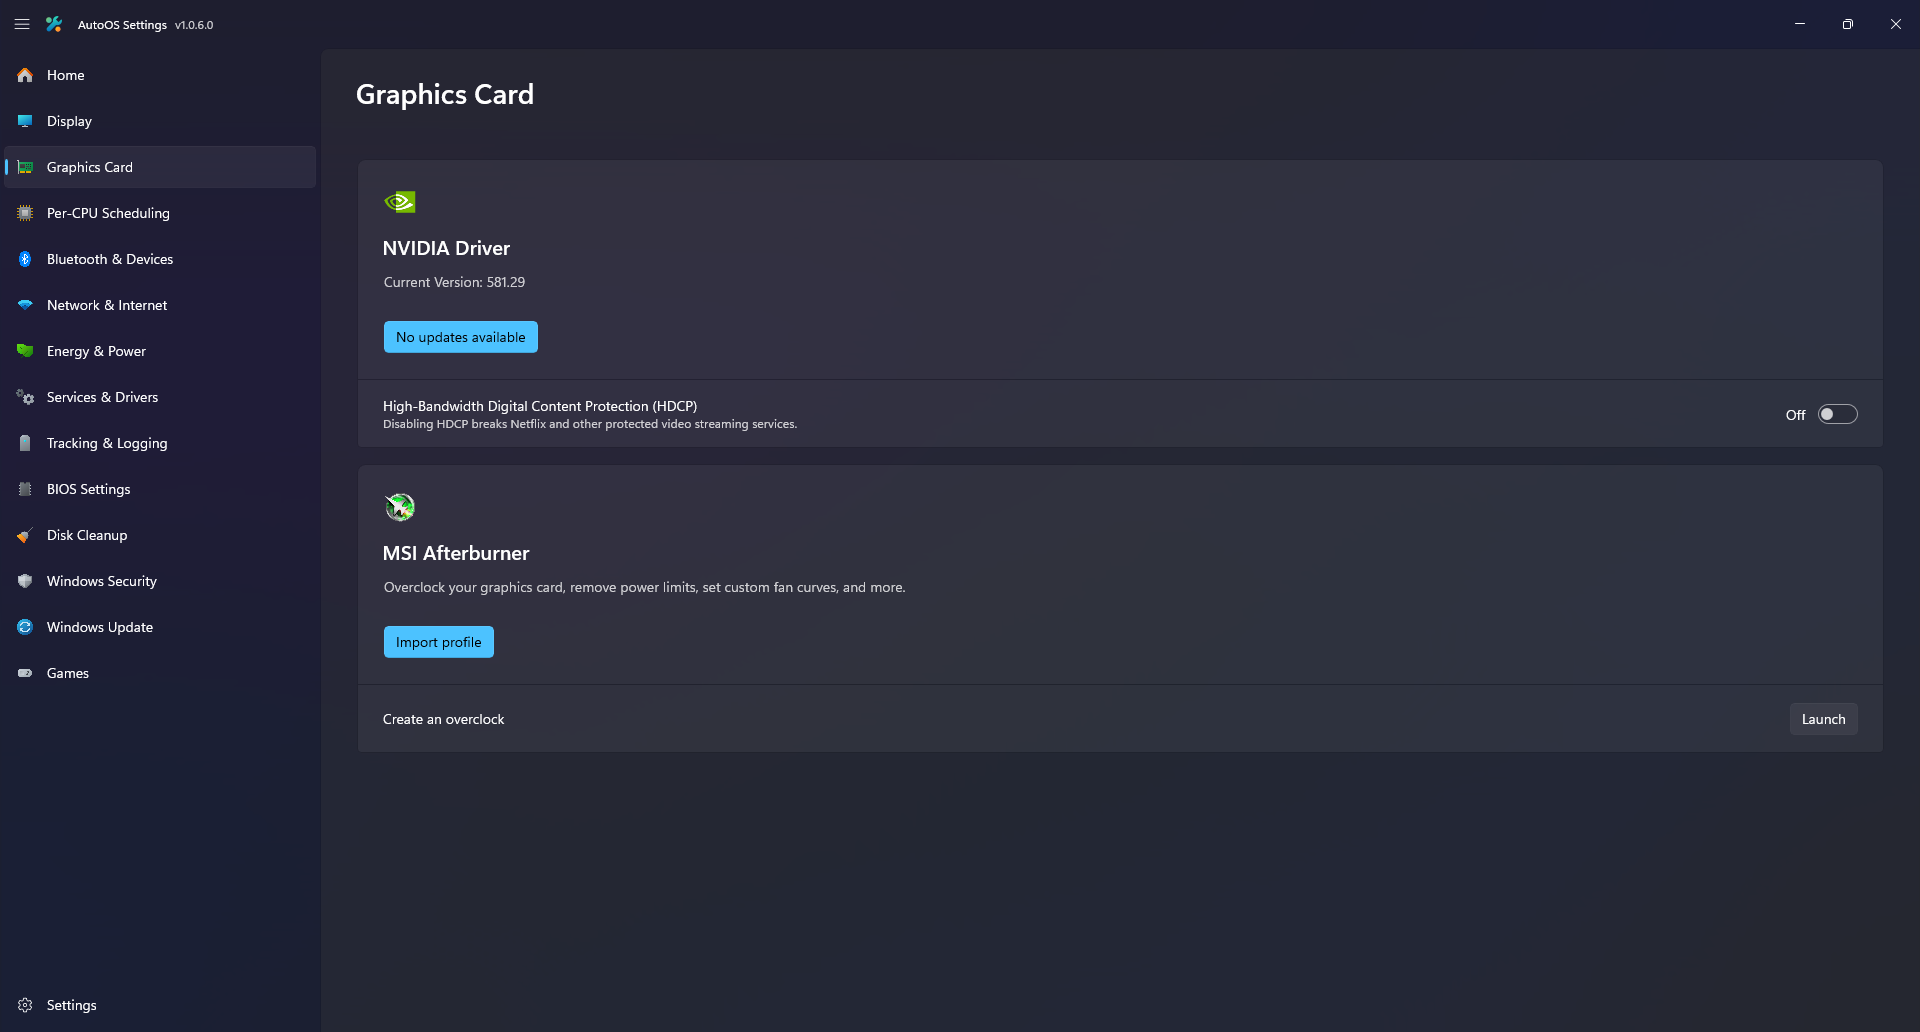 AutoOS Settings v1.0.6.0
Home
Display
Graphics Card
Per-CPU Scheduling
Bluetooth & Devices
Network & Internet
Energy & Power
Services & Drivers
Tracking & Logging
BIOS Settings
Disk Cleanup
Windows Security
Windows Update
Games
Settings
Graphics Card
NVIDIA Driver
Current Version: 581.29
No updates available
High-Bandwidth Digital Content Protection (HDCP)
Disabling HDCP breaks Netflix and other protected video streaming services.
Off
MSI Afterburner
Overclock your graphics card, remove power limits, set custom fan curves, and more.
Import profile
Create an overclock
Launch